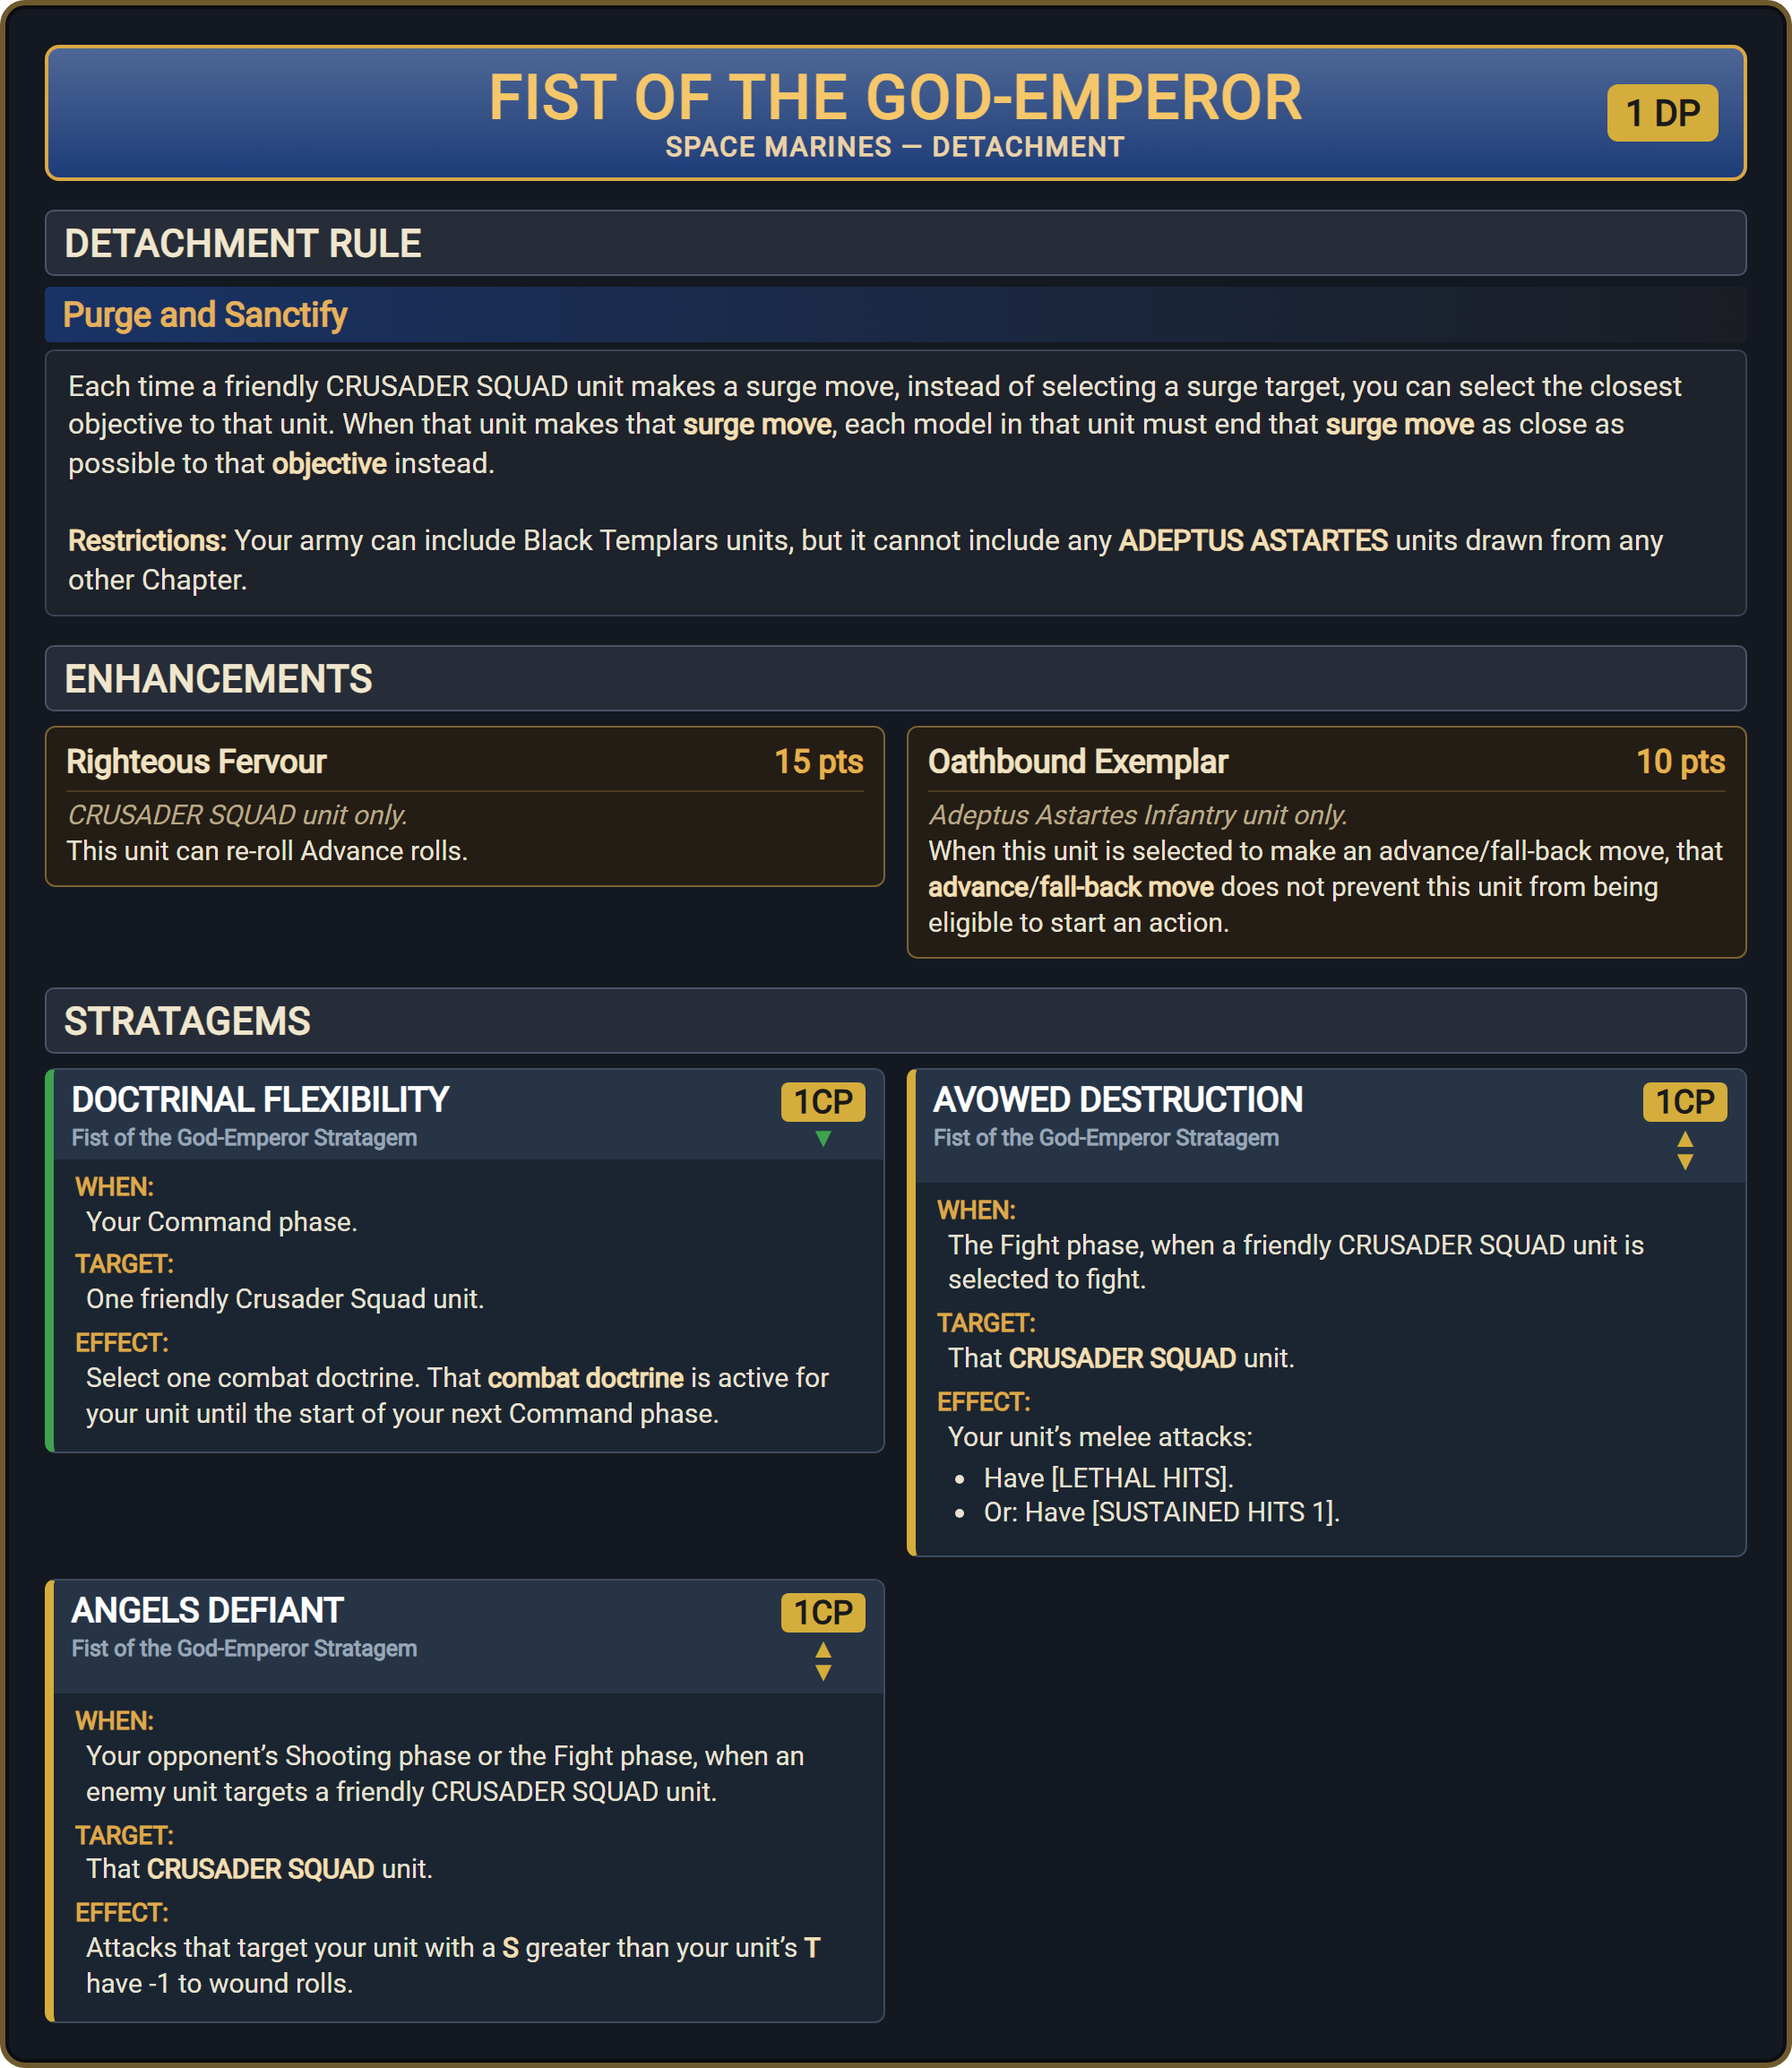 FIST OF THE GOD-EMPEROR
SPACE MARINES — DETACHMENT
1 DP
DETACHMENT RULE
Purge and Sanctify
Each time a friendly CRUSADER SQUAD unit makes a surge move, instead of selecting a surge target, you can select the closest
objective to that unit. When that unit makes that surge move, each model in that unit must end that surge move as close as
possible to that objective instead.
Restrictions: Your army can include Black Templars units, but it cannot include any ADEPTUS ASTARTES units drawn from any
other Chapter.
ENHANCEMENTS
Righteous Fervour
15 pts
CRUSADER SQUAD unit only.
This unit can re-roll Advance rolls.
Oathbound Exemplar
10 pts
Adeptus Astartes Infantry unit only.
When this unit is selected to make an advance/fall-back move, that
advance/fall-back move does not prevent this unit from being
eligible to start an action.
STRATAGEMS
DOCTRINAL FLEXIBILITY
1CP
Fist of the God-Emperor Stratagem
▼
WHEN:
Your Command phase.
TARGET:
One friendly Crusader Squad unit.
EFFECT:
Select one combat doctrine. That combat doctrine is active for
your unit until the start of your next Command phase.
AVOWED DESTRUCTION
1CP
Fist of the God-Emperor Stratagem
▲
▼
WHEN:
The Fight phase, when a friendly CRUSADER SQUAD unit is
selected to fight.
TARGET:
That CRUSADER SQUAD unit.
EFFECT:
Your unit’s melee attacks:
• Have [LETHAL HITS].
• Or: Have [SUSTAINED HITS 1].
ANGELS DEFIANT
1CP
Fist of the God-Emperor Stratagem
▲
▼
WHEN:
Your opponent’s Shooting phase or the Fight phase, when an
enemy unit targets a friendly CRUSADER SQUAD unit.
TARGET:
That CRUSADER SQUAD unit.
EFFECT:
Attacks that target your unit with a S greater than your unit’s T
have -1 to wound rolls.